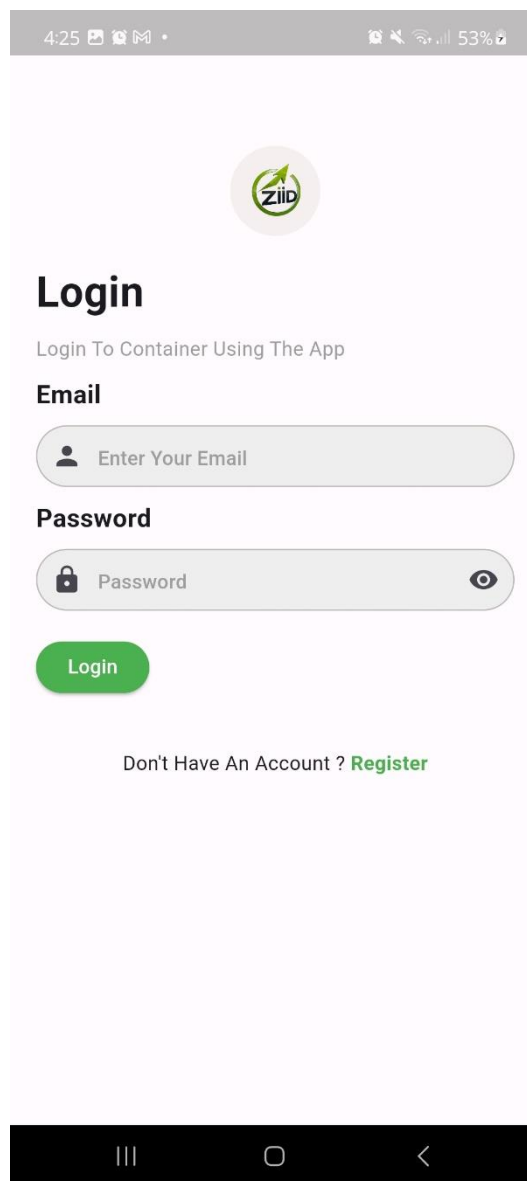 4:25
53%
ZiiD
Login
Login To Container Using The App
Email
Enter Your Email
Password
Password
Login
Don't Have An Account ? Register